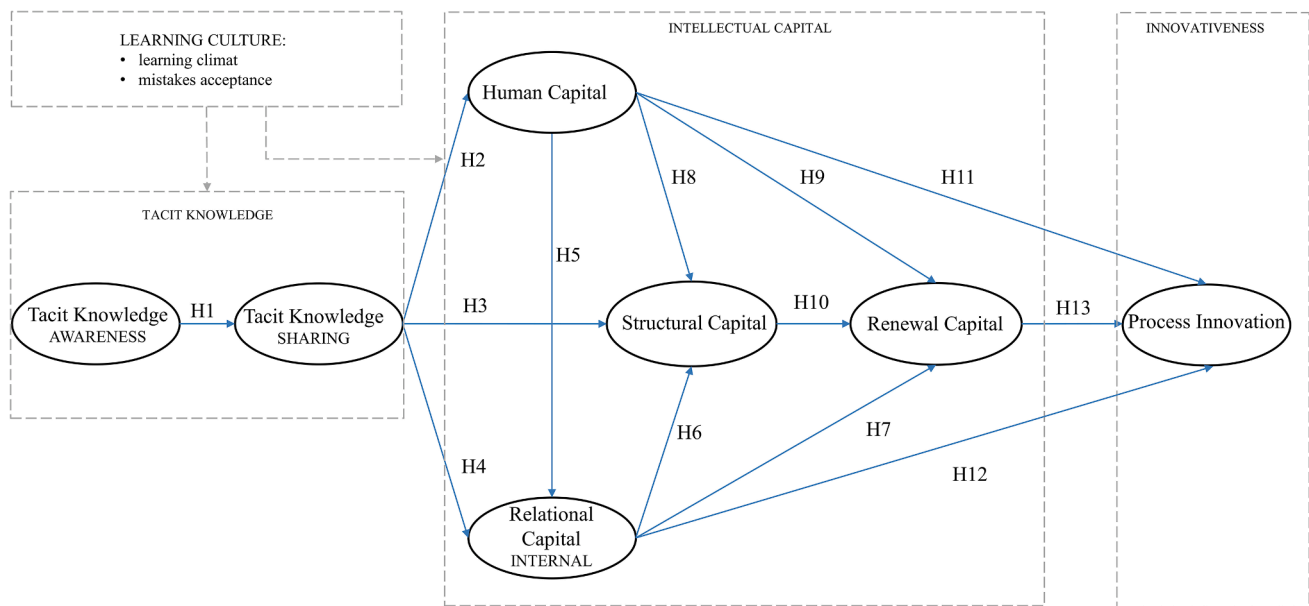 LEARNING CULTURE:
• learning climat
• mistakes acceptance
INTELLECTUAL CAPITAL
INNOVATIVENESS
Human Capital
H2
H8
H9
H11
TACIT KNOWLEDGE
H5
Tacit Knowledge
AWARENESS
H1
Tacit Knowledge
SHARING
H3
Structural Capital
H10
Renewal Capital
H13
Process Innovation
H4
H6
H7
H12
Relational
Capital
INTERNAL